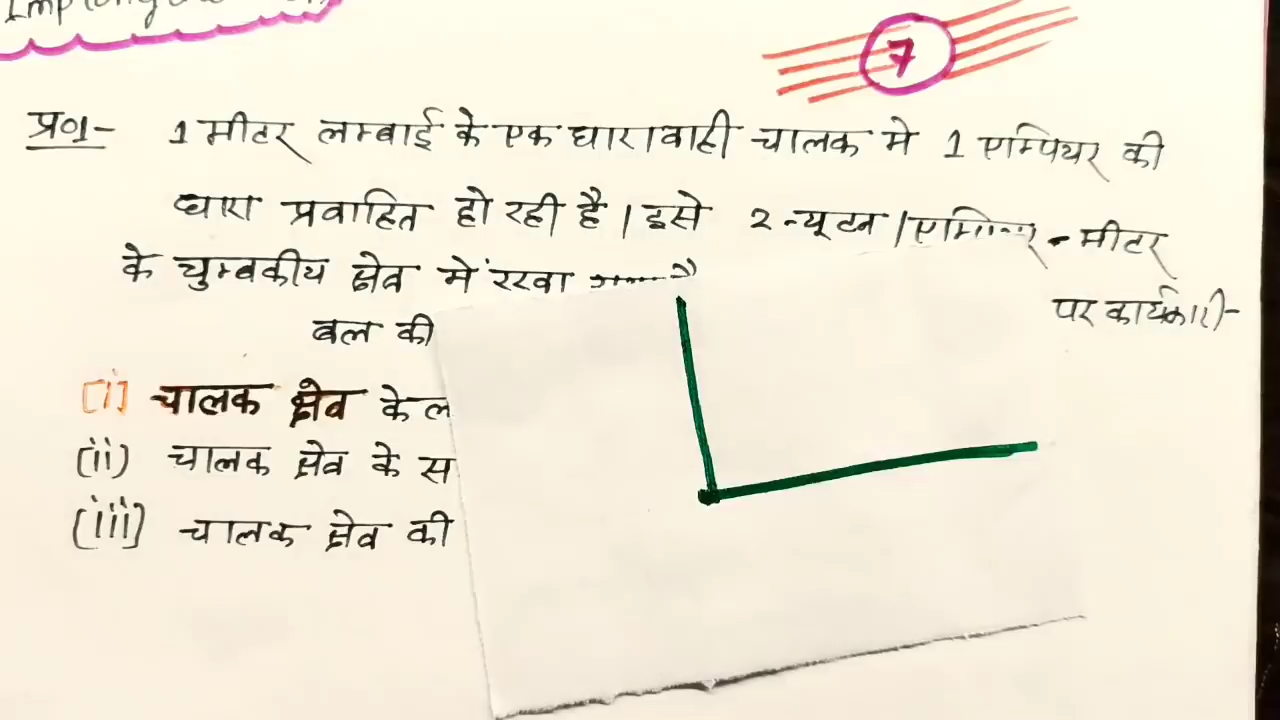 7
प्र०1- 1 मीटर लम्बाई के एक धारावाही चालक मे 1 एम्पियर की
धारा प्रवाहित हो रही है । इसे 2 न्यूटन / एम्पियर - मीटर
के चुम्बकीय क्षेत्र में रखा
पर कार्यकारी-
बल की
(i) चालक क्षेत्र के ल
(ii) चालक क्षेत्र के स
(iii) चालक क्षेत्र की